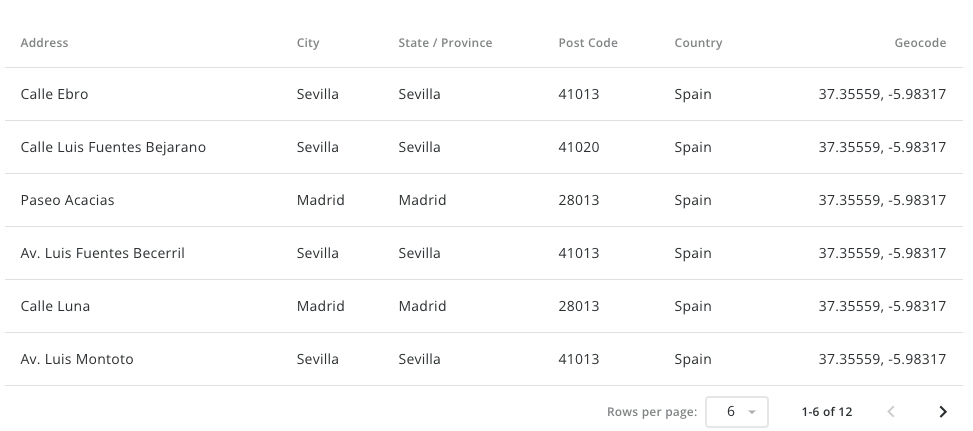 Address City State / Province Post Code Country Geocode
Calle Ebro Sevilla Sevilla 41013 Spain 37.35559, -5.98317
Calle Luis Fuentes Bejarano Sevilla Sevilla 41020 Spain 37.35559, -5.98317
Paseo Acacias Madrid Madrid 28013 Spain 37.35559, -5.98317
Av. Luis Fuentes Becerril Sevilla Sevilla 41013 Spain 37.35559, -5.98317
Calle Luna Madrid Madrid 28013 Spain 37.35559, -5.98317
Av. Luis Montoto Sevilla Sevilla 41013 Spain 37.35559, -5.98317
Rows per page: 6 1-6 of 12